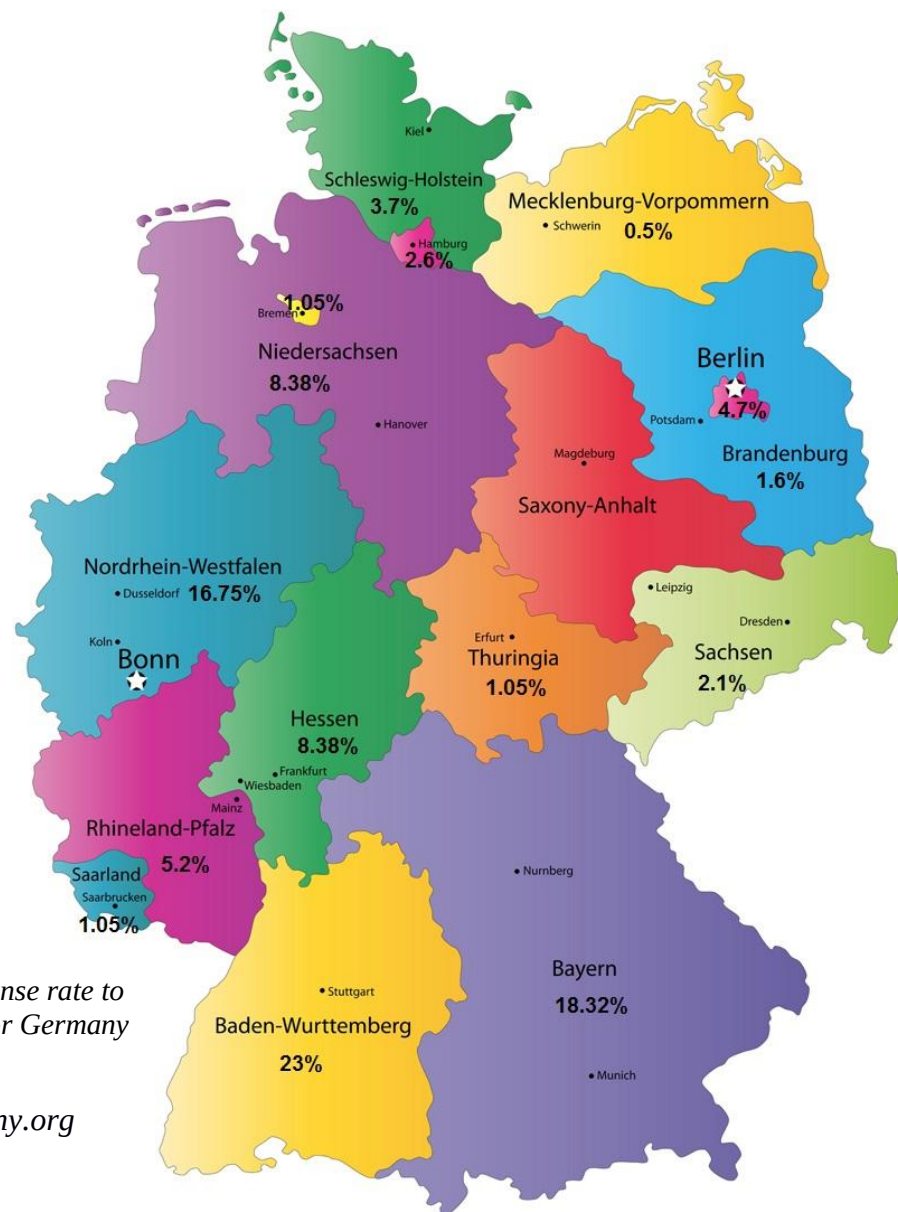 Kiel
Schleswig-Holstein
3.7%
Mecklenburg-Vorpommern
Schwerin
0.5%
Hamburg
2.6%
1.05%
Bremen
Niedersachsen
8.38%
Hanover
Berlin
4.7%
Potsdam
Brandenburg
1.6%
Magdeburg
Saxony-Anhalt
Nordrhein-Westfalen
Dusseldorf
16.75%
Koln
Bonn
Leipzig
Dresden
Sachsen
2.1%
Erfurt
Thuringia
1.05%
Hessen
8.38%
Frankfurt
Wiesbaden
Mainz
Rhineland-Pfalz
5.2%
Saarland
Saarbrucken
1.05%
Nurnberg
Bayern
18.32%
Munich
Stuttgart
Baden-Wurttemberg
23%
nse rate to
r Germany
ny.org